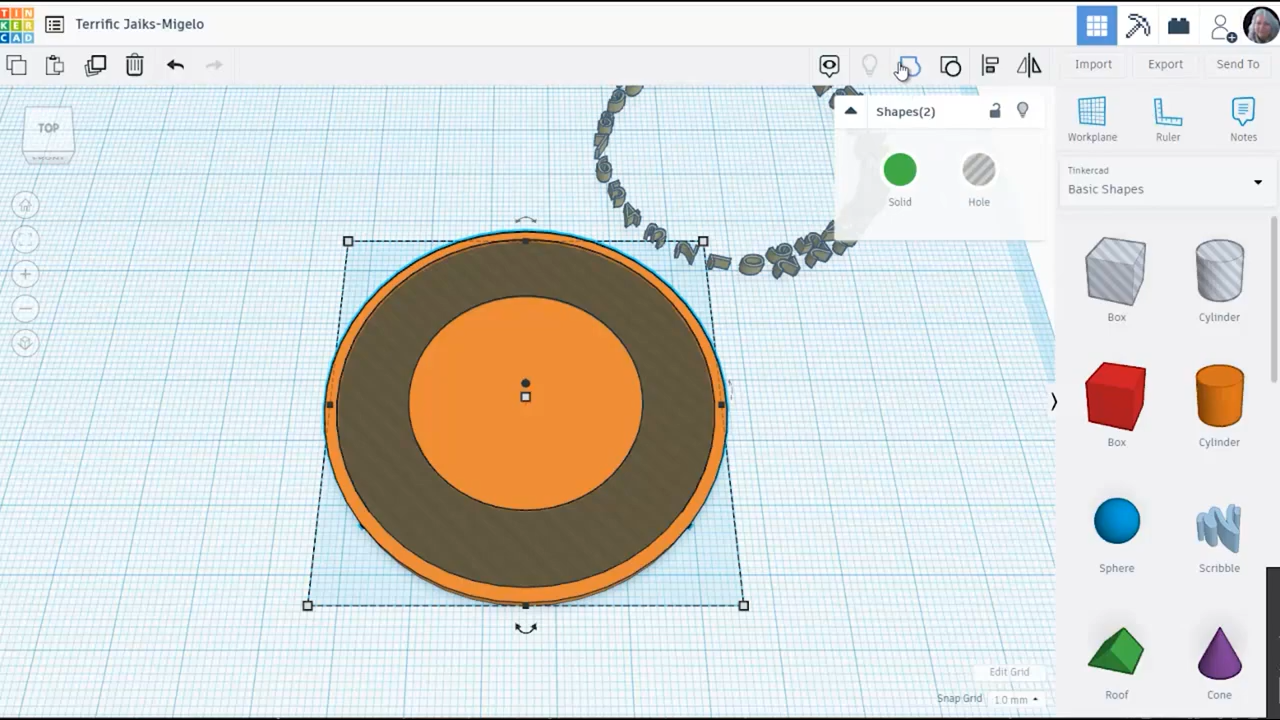 TIN
KER
CAD
Terrific Jaiks-Migelo
Import
Export
Send To
TOP
Shapes(2)
Solid
Hole
Workplane
Ruler
Notes
Tinkercad
Basic Shapes
Box
Cylinder
Box
Cylinder
Sphere
Scribble
Roof
Cone
Edit Grid
Snap Grid 1.0 mm